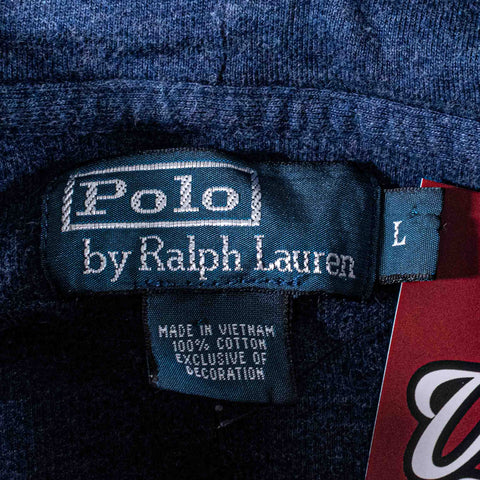 Polo
by Ralph Lauren
L
MADE IN VIETNAM
100% COTTON
EXCLUSIVE OF
DECORATION